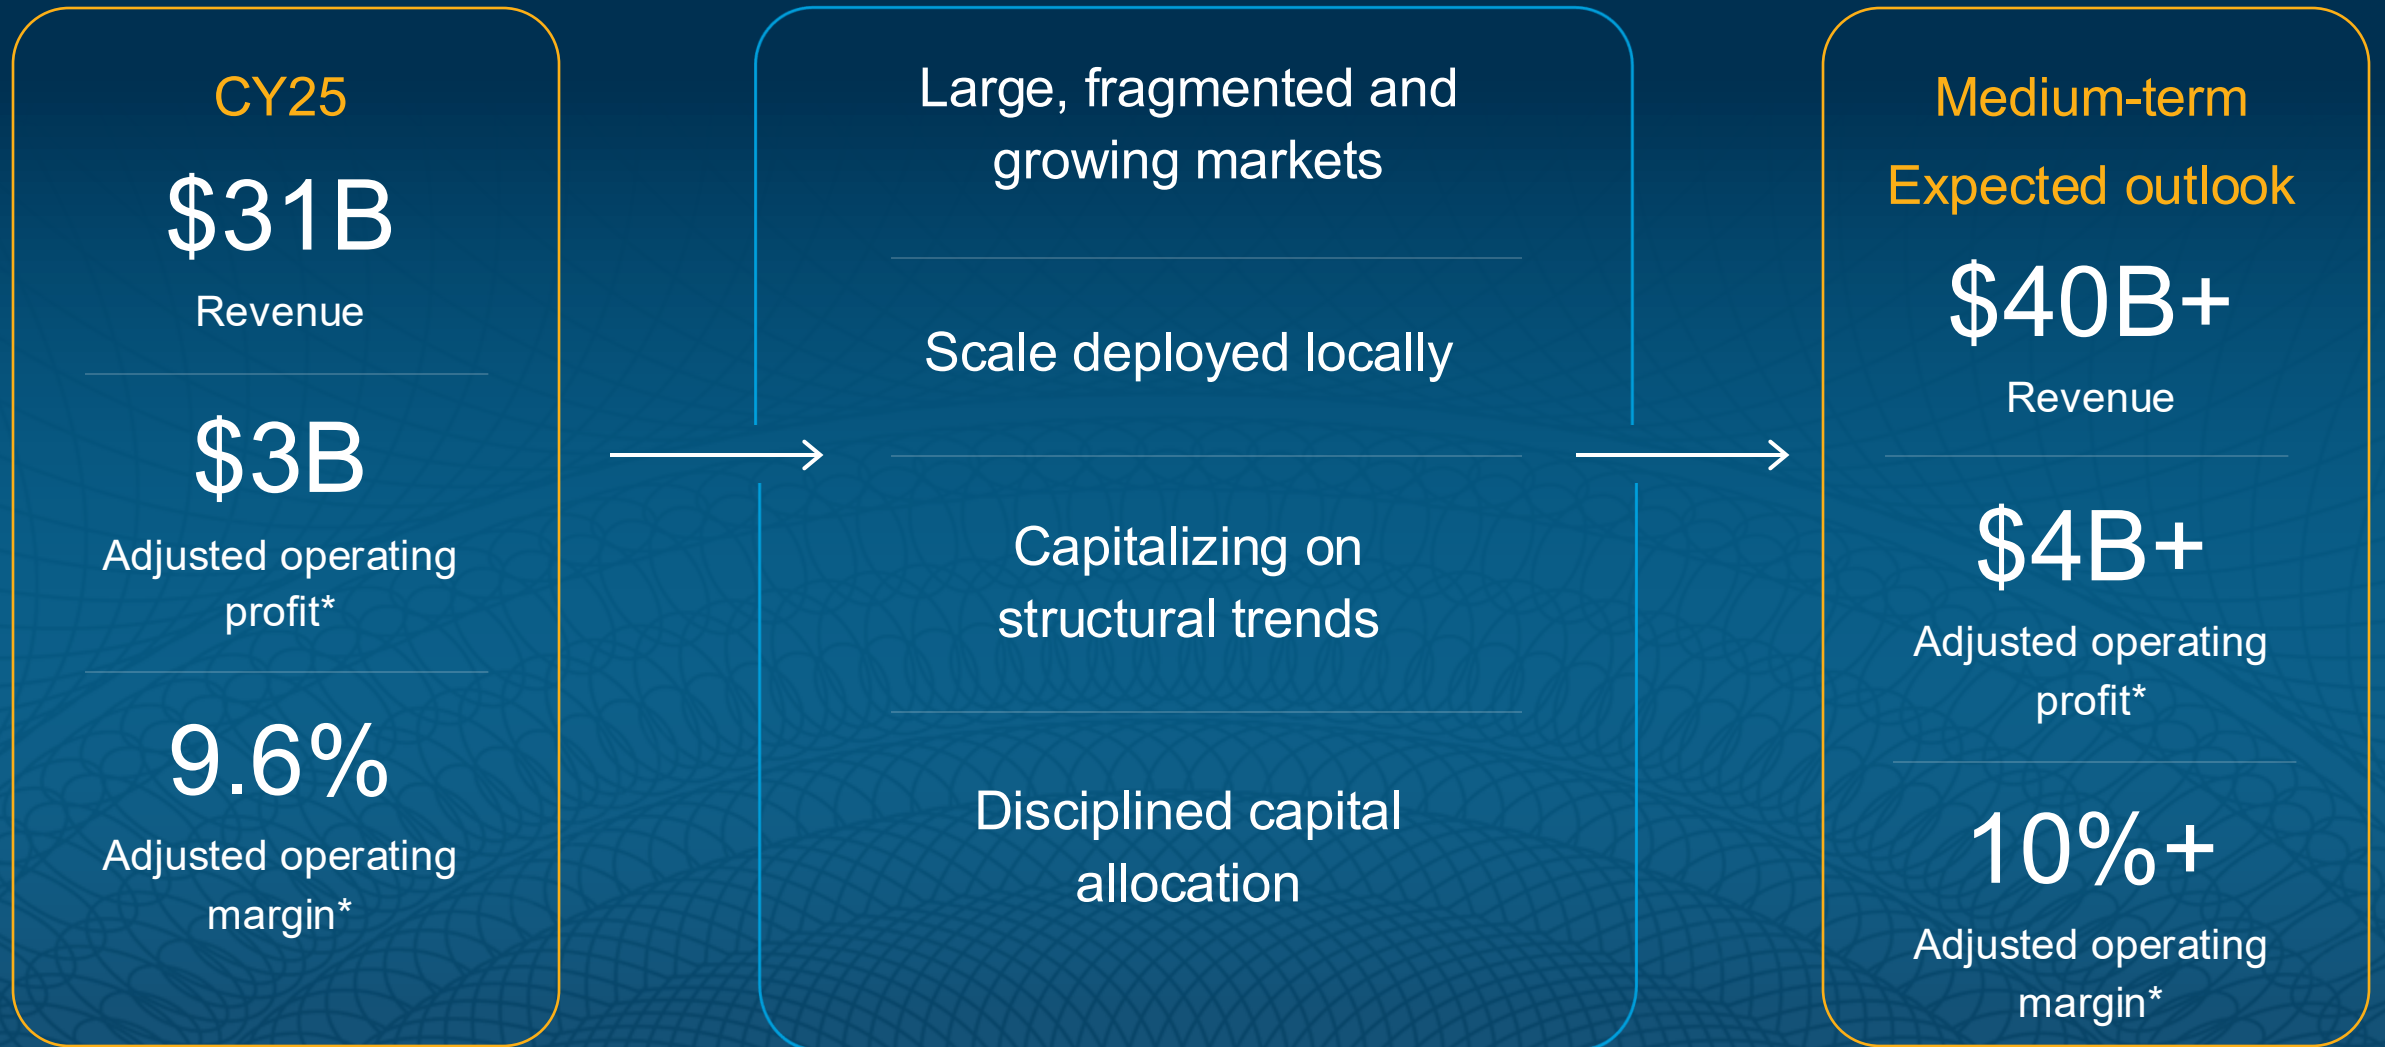 CY25
$31B
Revenue
$3B
Adjusted operating
profit*
9.6%
Adjusted operating
margin*
Large, fragmented and
growing markets
Scale deployed locally
Capitalizing on
structural trends
Disciplined capital
allocation
Medium-term
Expected outlook
$40B+
Revenue
$4B+
Adjusted operating
profit*
10%+
Adjusted operating
margin*